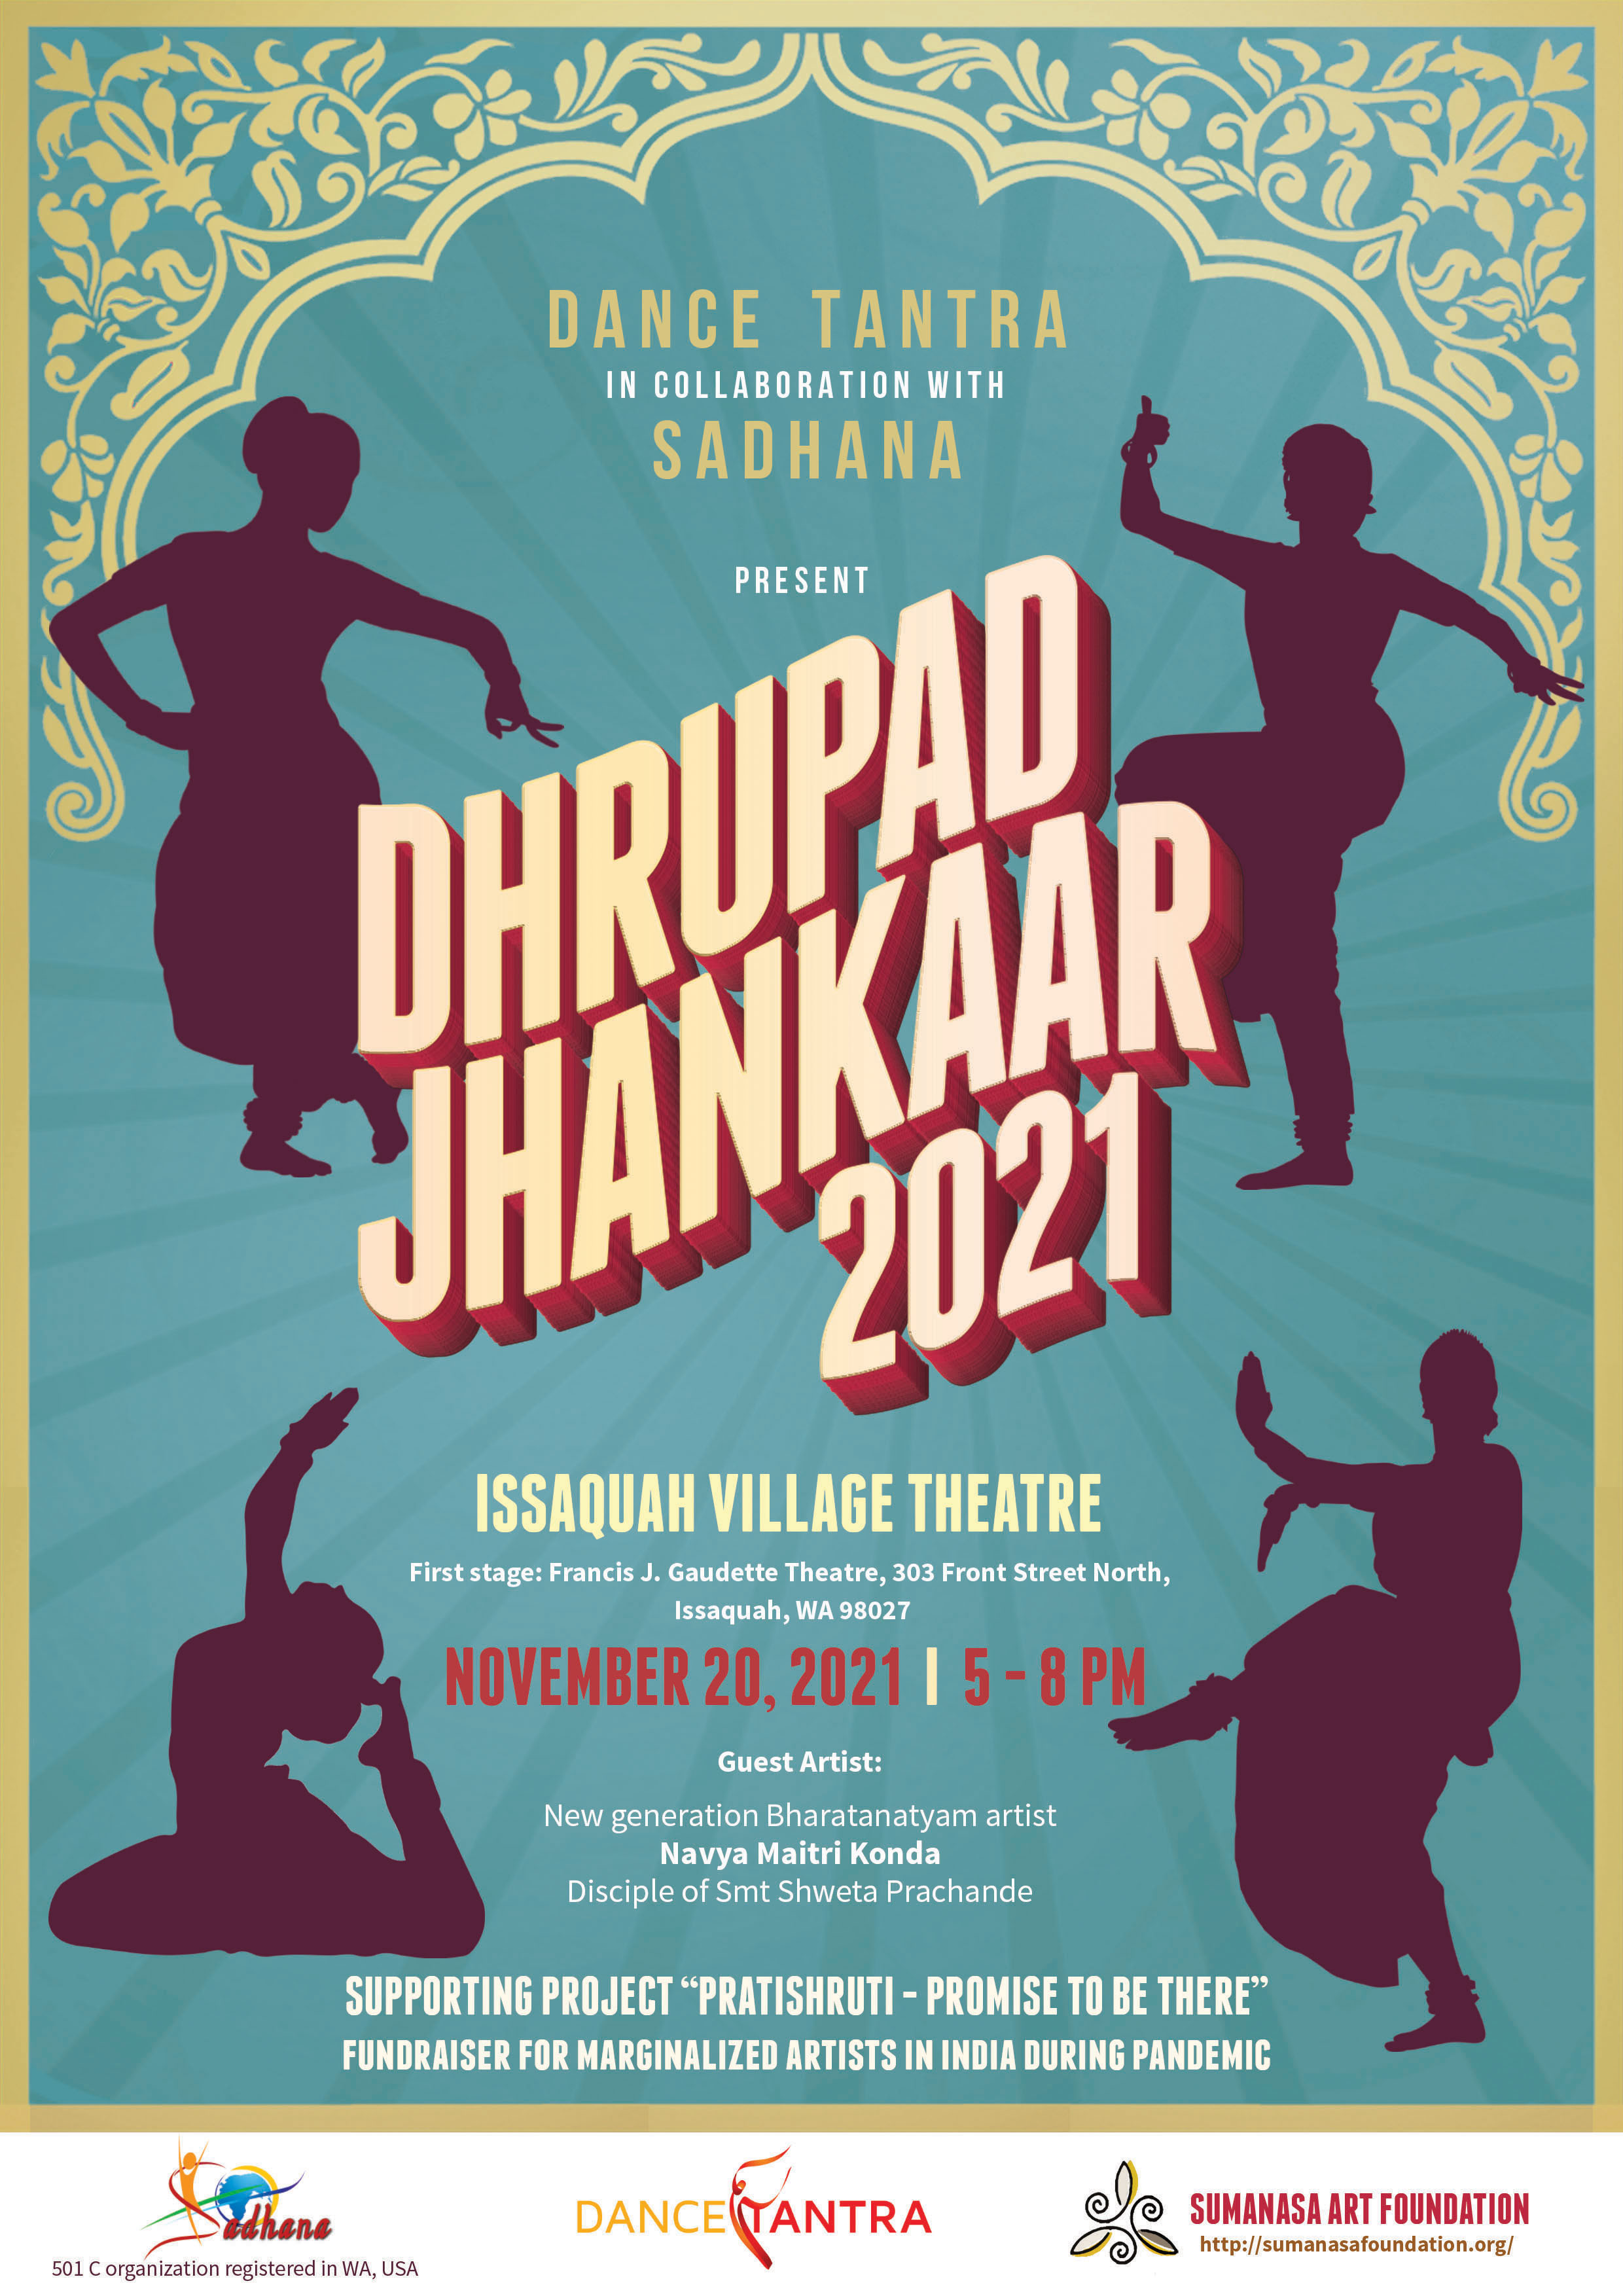 DANCE TANTRA
IN COLLABORATION WITH
SADHANA
PRESENT
DHRUPAD
JHANKAAR
2021
ISSAQUAH VILLAGE THEATRE
First stage: Francis J. Gaudette Theatre, 303 Front Street North,
Issaquah, WA 98027
NOVEMBER 20, 2021 | 5 - 8 PM
Guest Artist:
New generation Bharatanatyam artist
Navya Maitri Konda
Disciple of Smt Shweta Prachande
SUPPORTING PROJECT “PRATISHRUTI - PROMISE TO BE THERE”
FUNDRAISER FOR MARGINALIZED ARTISTS IN INDIA DURING PANDEMIC
Sadhana
501 C organization registered in WA, USA
DANCE TANTRA
SUMANASA ART FOUNDATION
http://sumanasafoundation.org/